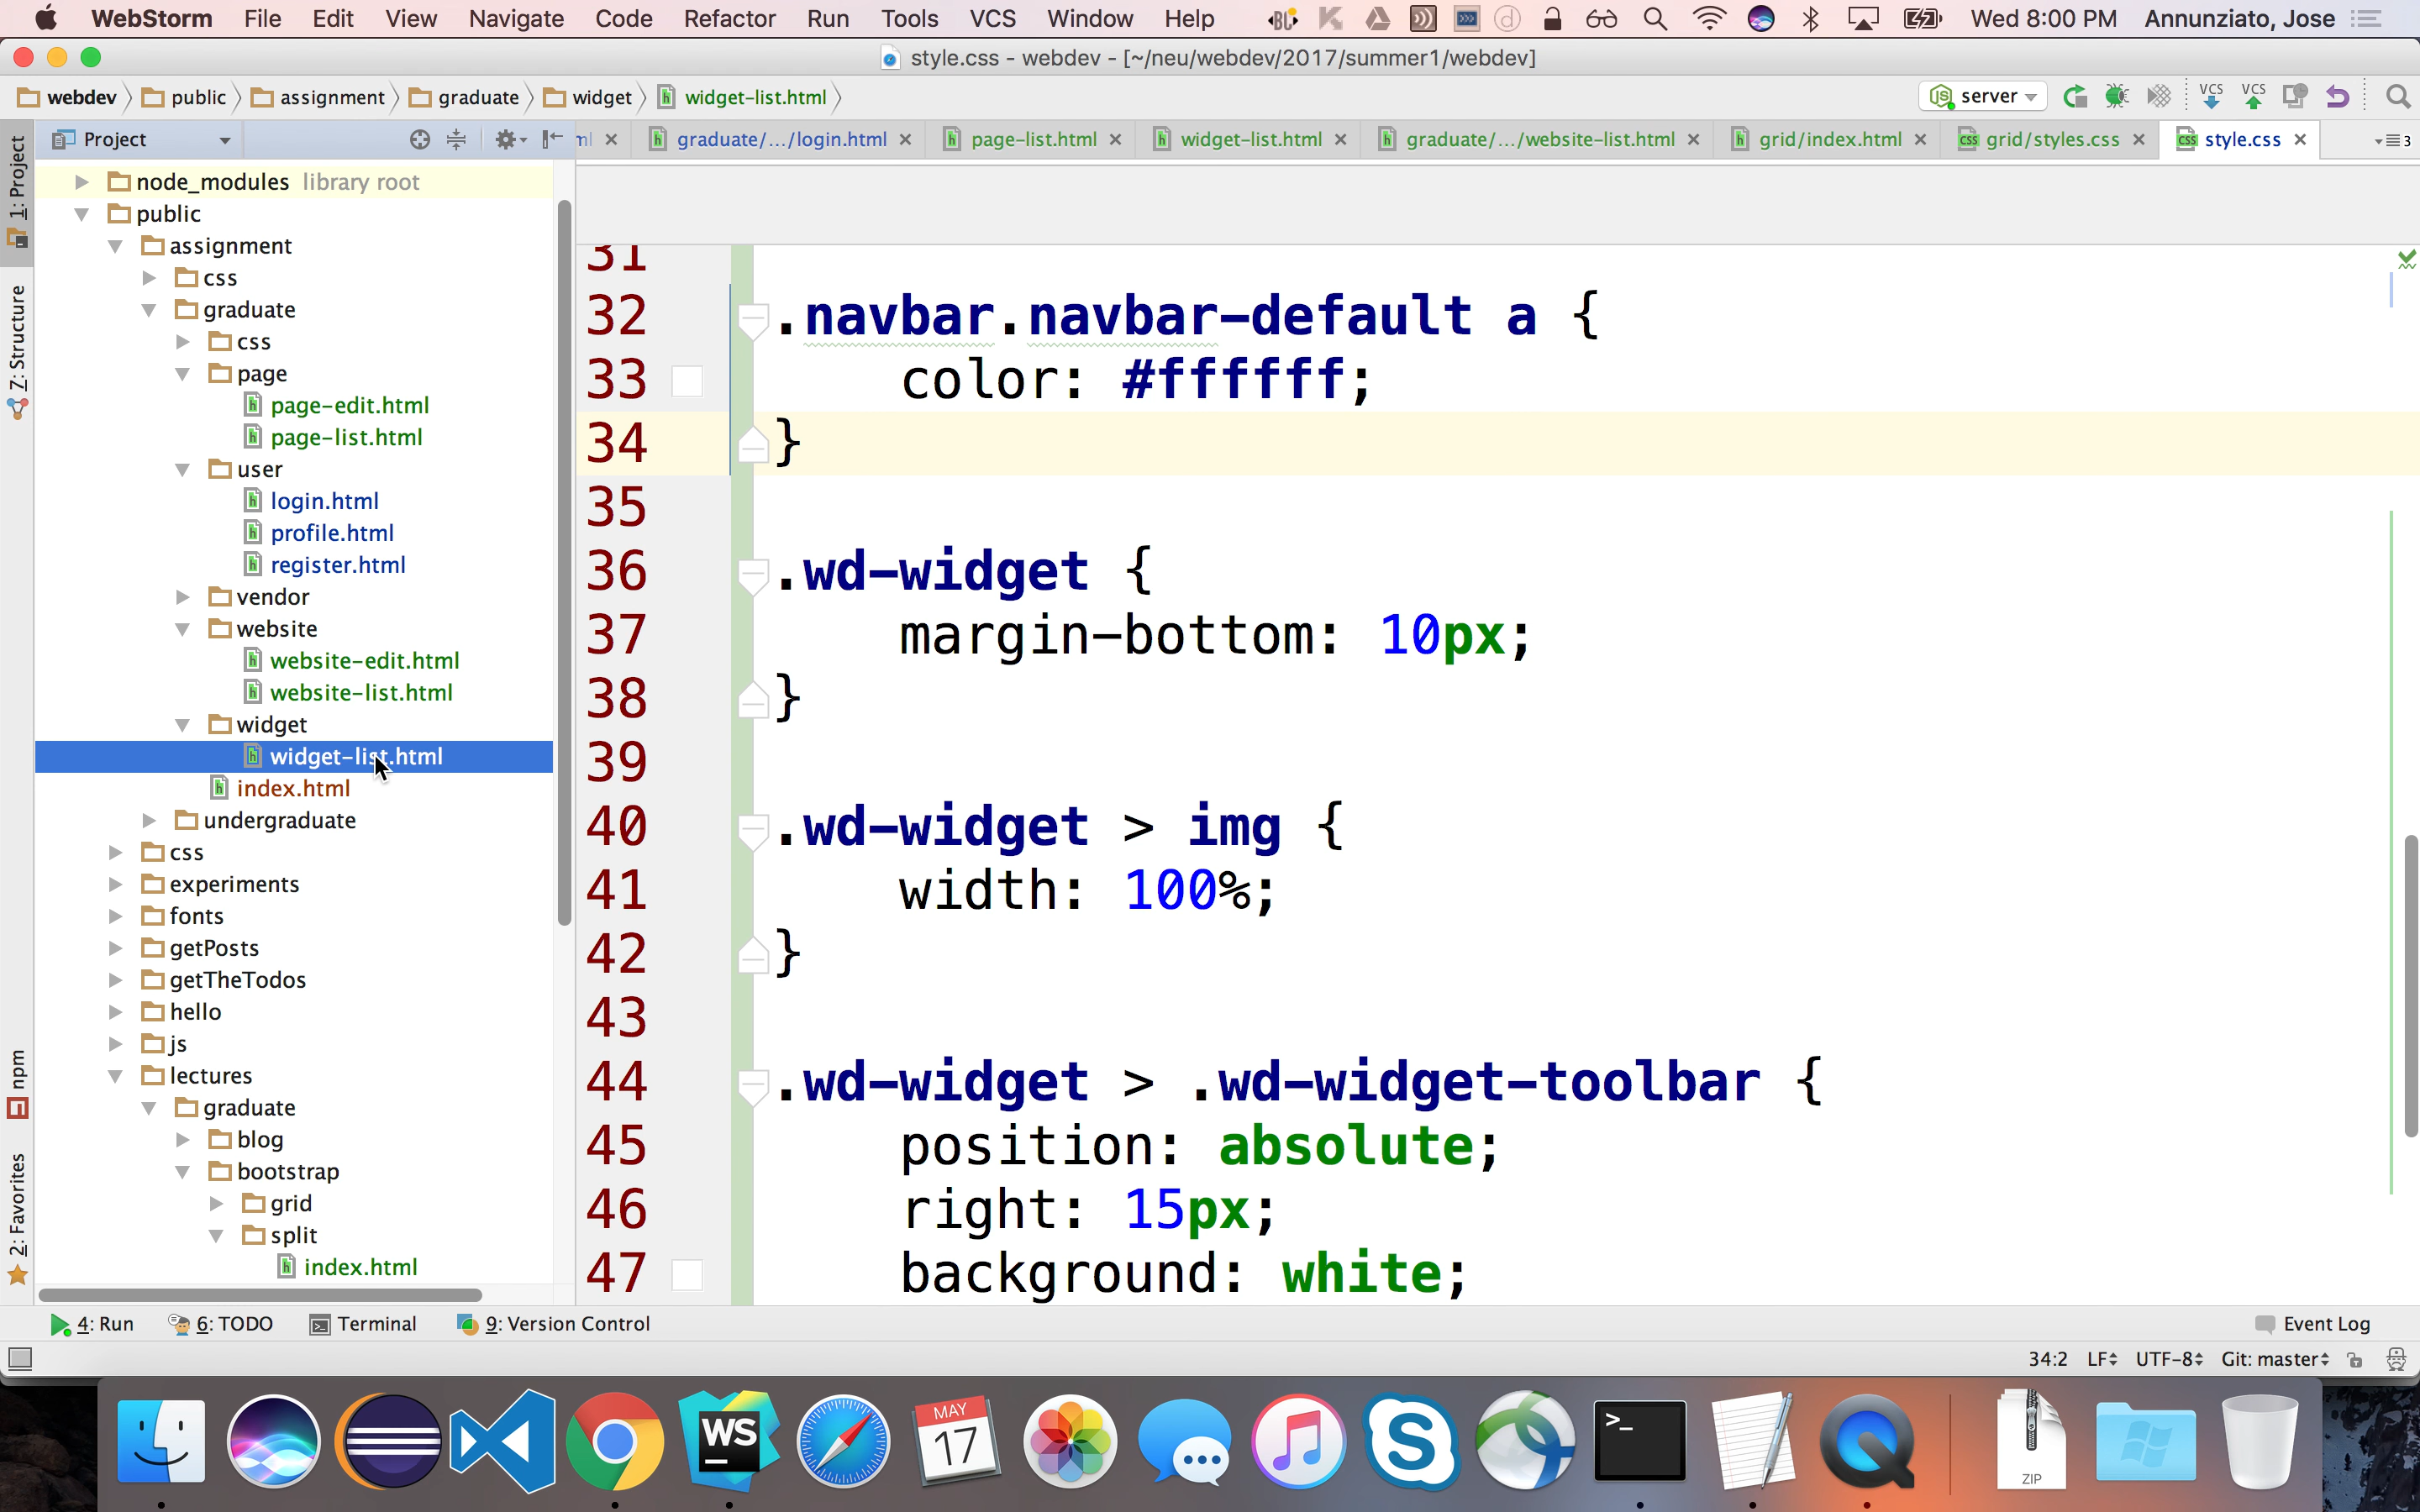 WebStorm File Edit View Navigate Code Refactor Run Tools VCS Window Help Wed 8:00 PM Annunziato, Jose
style.css - webdev - [~/neu/webdev/2017/summer1/webdev]
webdev public assignment graduate widget widget-list.html server VCS VCS
Project ml graduate/.../login.html page-list.html widget-list.html graduate/.../website-list.html grid/index.html grid/styles.css style.css 3
1: Project
7: Structure
npm
2: Favorites
node_modules library root
public
assignment
css
graduate
css
page
page-edit.html
page-list.html
user
login.html
profile.html
register.html
vendor
website
website-edit.html
website-list.html
widget
widget-list.html
index.html
undergraduate
css
experiments
fonts
getPosts
getTheTodos
hello
js
lectures
graduate
blog
bootstrap
grid
split
index.html
31
32 .navbar.navbar-default a {
33 color: #ffffff;
34 }
35
36 .wd-widget {
37 margin-bottom: 10px;
38 }
39
40 .wd-widget > img {
41 width: 100%;
42 }
43
44 .wd-widget > .wd-widget-toolbar {
45 position: absolute;
46 right: 15px;
47 background: white;
4: Run 6: TODO Terminal 9: Version Control Event Log
34:2 LF UTF-8 Git: master
WS
MAY
17
ZIP